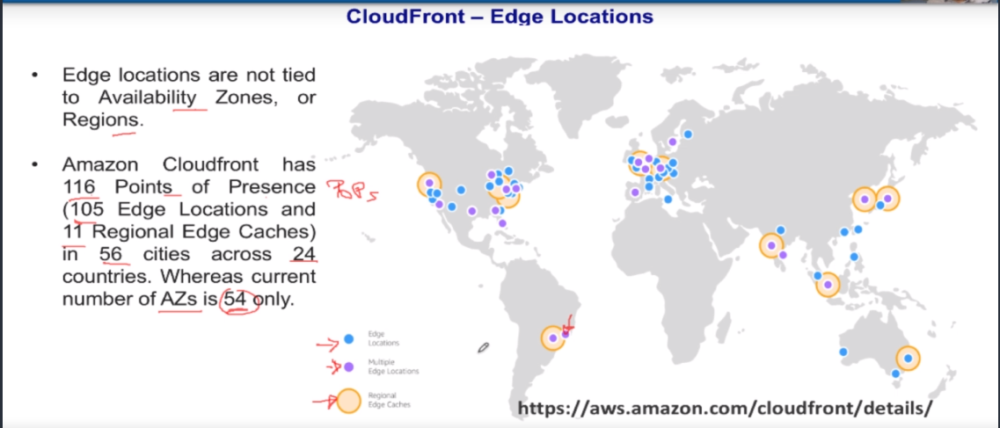 CloudFront – Edge Locations
• Edge locations are not tied
to Availability Zones, or
Regions.
• Amazon Cloudfront has
116 Points of Presence
(105 Edge Locations and
11 Regional Edge Caches)
in 56 cities across 24
countries. Whereas current
number of AZs is 54 only.
POPs
Edge
Locations
Multiple
Edge Locations
Regional
Edge Caches
https://aws.amazon.com/cloudfront/details/